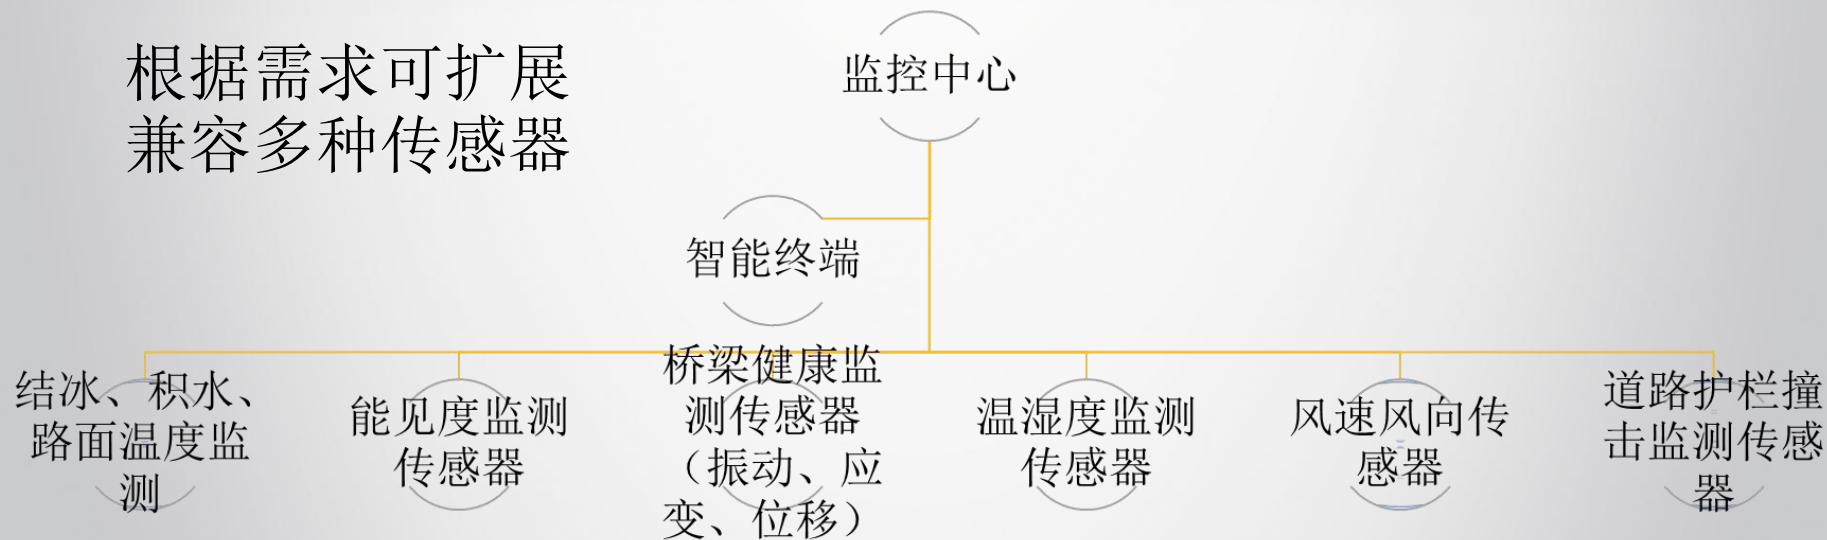 根据需求可扩展
兼容多种传感器
监控中心
智能终端
结冰、积水、
路面温度监
测
能见度监测
传感器
桥梁健康监
测传感器
（振动、应
变、位移）
温湿度监测
传感器
风速风向传
感器
道路护栏撞
击监测传感
器